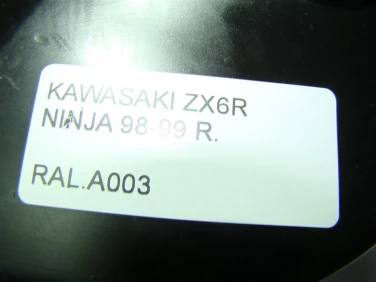 KAWASAKI ZX6R
NINJA 98-99 R.
RAL.A003